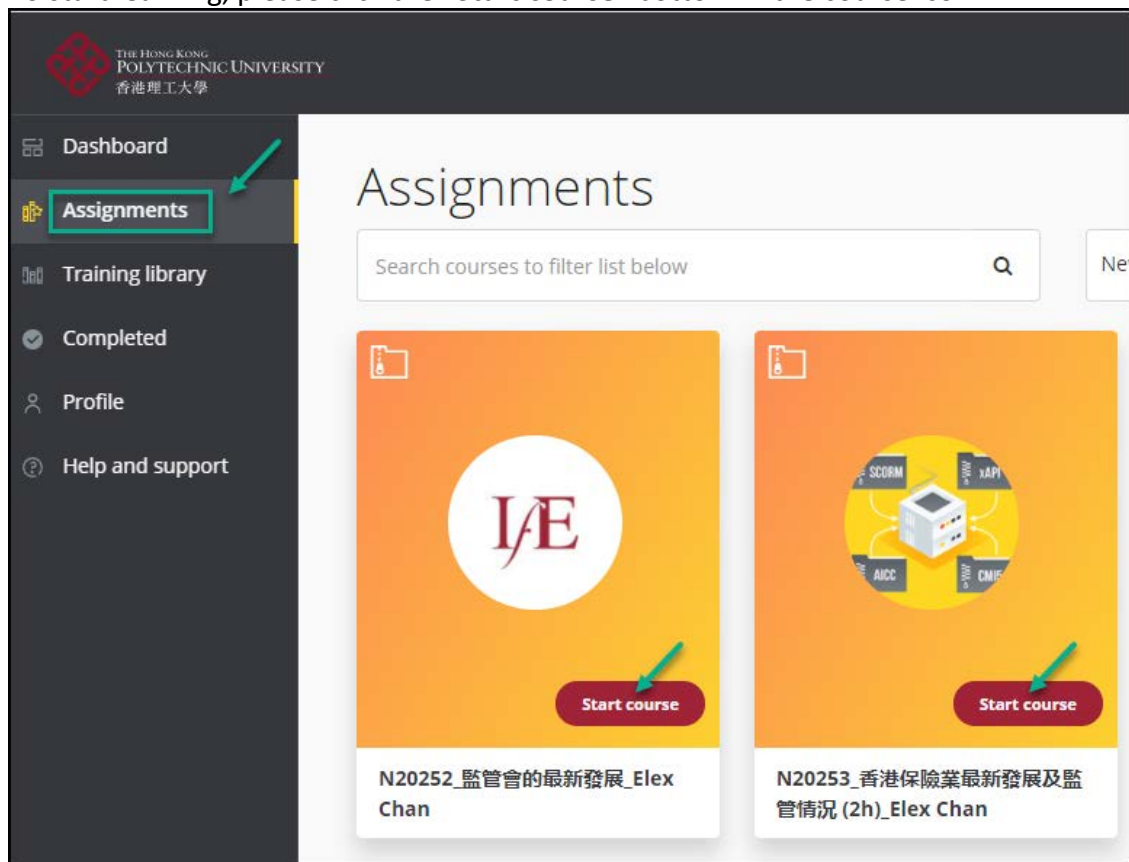 THE HONG KONG
POLYTECHNIC UNIVERSITY
香港理工大學
Dashboard
Assignments
Training library
Completed
Profile
Help and support
Assignments
Search courses to filter list below
SCORM
xAPI
AICC
IfE
Start course
Start course
N20252_監管會的最新發展_Elex
Chan
N20253_香港保險業最新發展及監
管情況 (2h)_Elex Chan